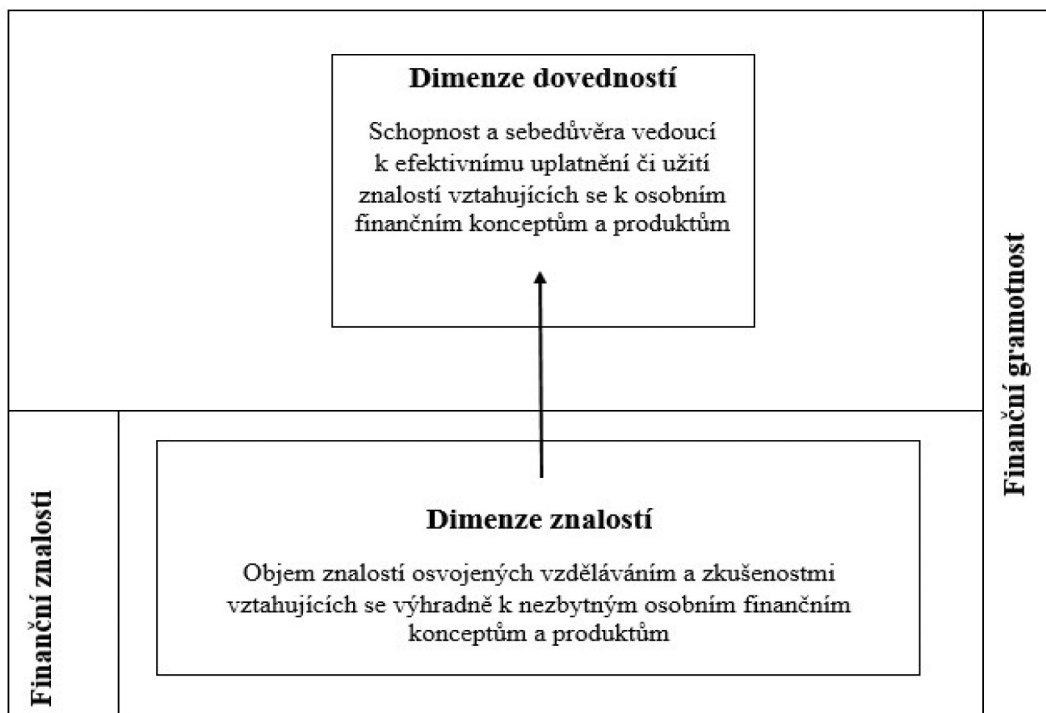 Dimenze dovedností
Schopnost a sebedůvěra vedoucí
k efektivnímu uplatnění či užití
znalostí vztahujících se k osobním
finančním konceptům a produktům
Finanční gramotnost
Finanční znalosti
Dimenze znalostí
Objem znalostí osvojených vzděláváním a zkušenostmi
vztahujících se výhradně k nezbytným osobním finančním
konceptům a produktům